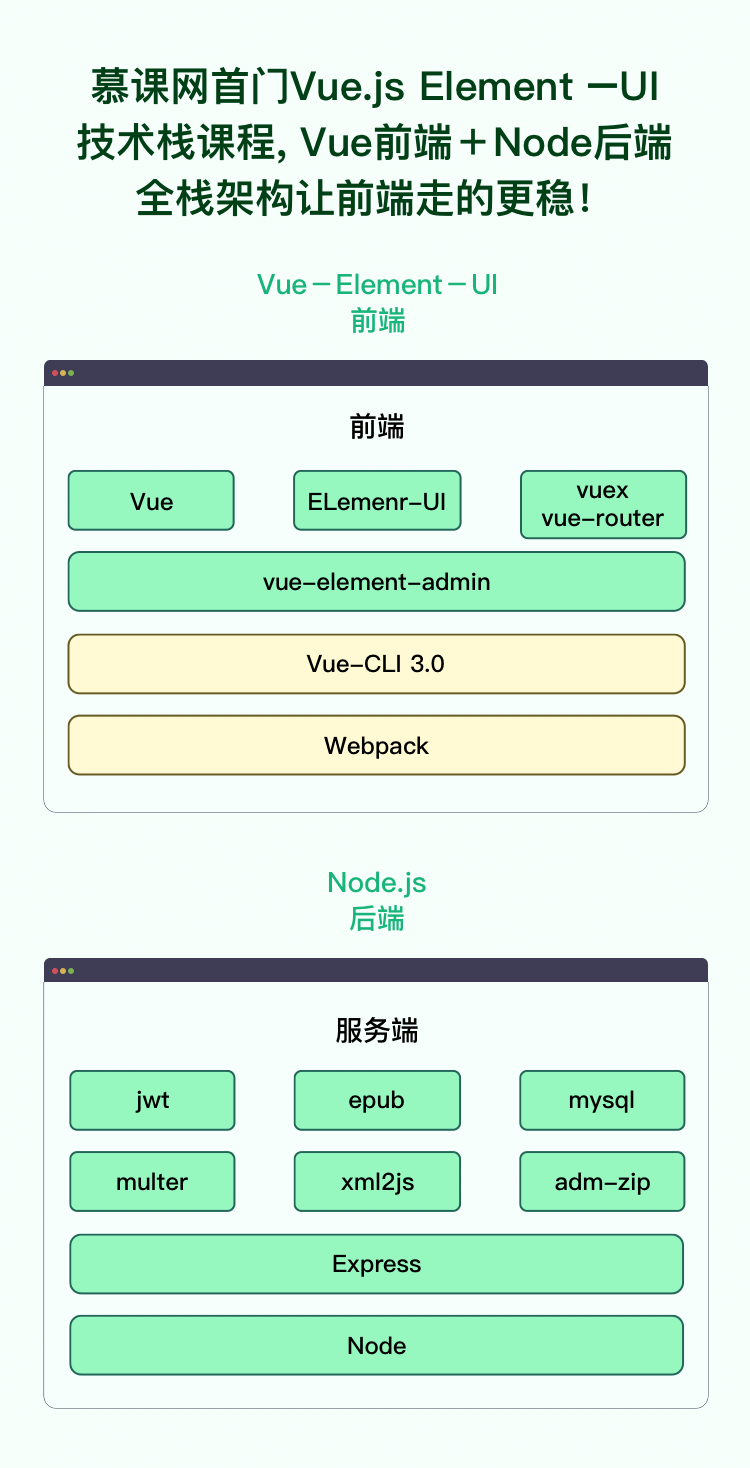 慕课网首门Vue.js Element －UI
技术栈课程, Vue前端＋Node后端
全栈架构让前端走的更稳！
Vue－Element－UI
前端
前端
Vue
ELemenr-UI
vuex
vue-router
vue-element-admin
Vue-CLI 3.0
Webpack
Node.js
后端
服务端
jwt
epub
mysql
multer
xml2js
adm-zip
Express
Node